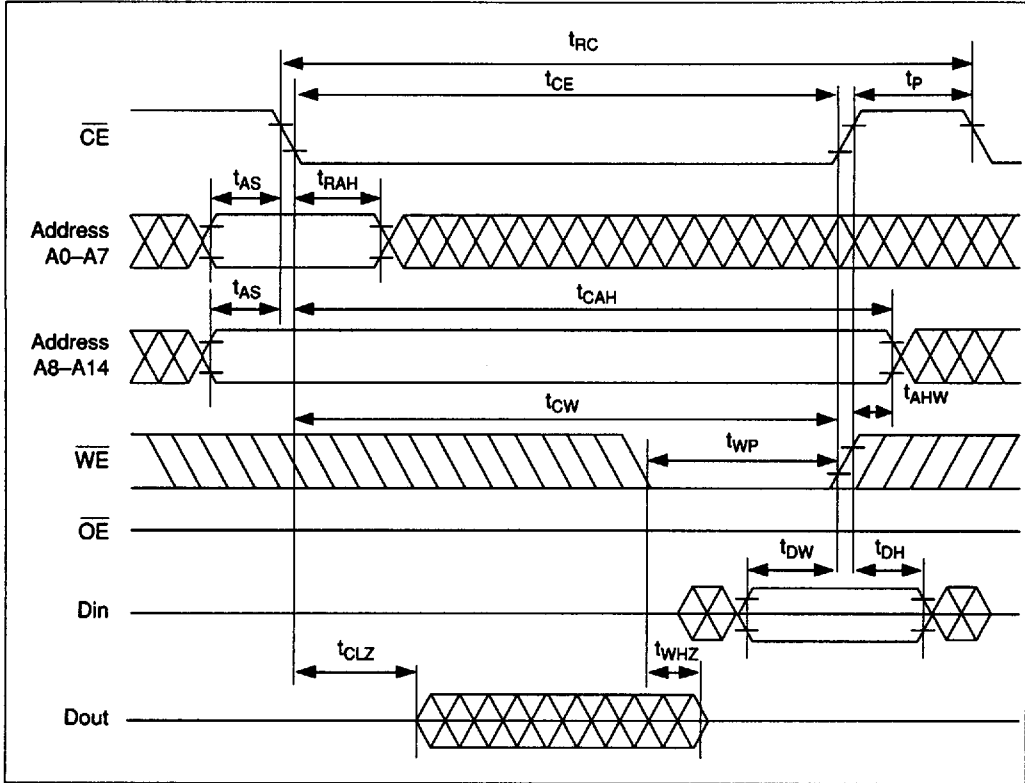 tRC
tCE
tP
CE
tAS
tRAH
Address
A0–A7
tAS
tCAH
Address
A8–A14
tAHW
tCW
WE
tWP
OE
tDW
tDH
Din
tCLZ
tWHZ
Dout